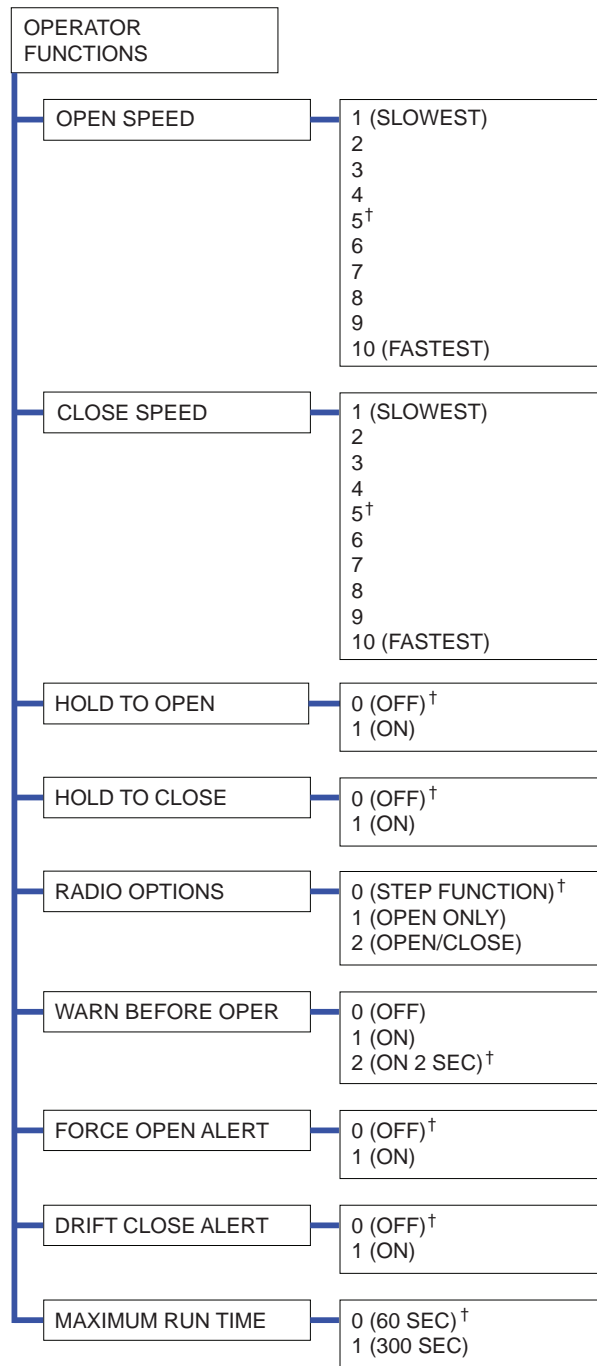 OPERATOR
FUNCTIONS
OPEN SPEED
1 (SLOWEST)
2
3
4
5†
6
7
8
9
10 (FASTEST)
CLOSE SPEED
1 (SLOWEST)
2
3
4
5†
6
7
8
9
10 (FASTEST)
HOLD TO OPEN
0 (OFF)†
1 (ON)
HOLD TO CLOSE
0 (OFF)†
1 (ON)
RADIO OPTIONS
0 (STEP FUNCTION)†
1 (OPEN ONLY)
2 (OPEN/CLOSE)
WARN BEFORE OPER
0 (OFF)
1 (ON)
2 (ON 2 SEC)†
FORCE OPEN ALERT
0 (OFF)†
1 (ON)
DRIFT CLOSE ALERT
0 (OFF)†
1 (ON)
MAXIMUM RUN TIME
0 (60 SEC)†
1 (300 SEC)